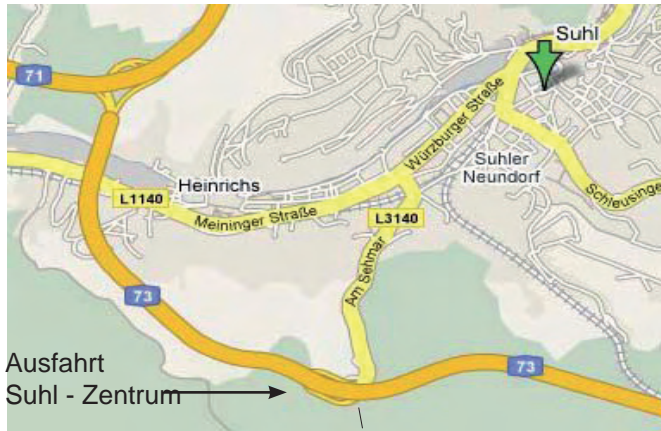 Suhl
71
Würzburger Straße
Heinrichs
Suhler
Neundorf
L1140
Schleusinge
Meininger Straße
L3140
Am Sehmar
73
Ausfahrt
Suhl - Zentrum
73